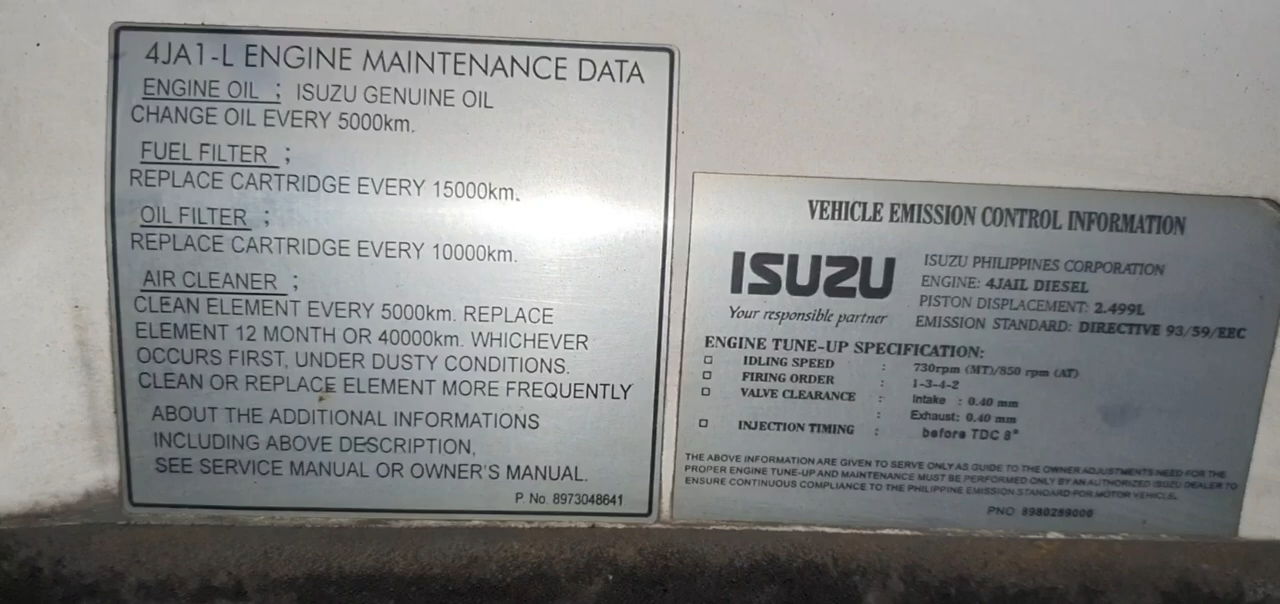 4JA1-L ENGINE MAINTENANCE DATA
ENGINE OIL ; ISUZU GENUINE OIL
CHANGE OIL EVERY 5000km.
FUEL FILTER ;
REPLACE CARTRIDGE EVERY 15000km.
OIL FILTER ;
REPLACE CARTRIDGE EVERY 10000km.
AIR CLEANER ;
CLEAN ELEMENT EVERY 5000km. REPLACE
ELEMENT 12 MONTH OR 40000km. WHICHEVER
OCCURS FIRST, UNDER DUSTY CONDITIONS.
CLEAN OR REPLACE ELEMENT MORE FREQUENTLY
ABOUT THE ADDITIONAL INFORMATIONS
INCLUDING ABOVE DESCRIPTION,
SEE SERVICE MANUAL OR OWNER'S MANUAL.
P. No. 8973048641
VEHICLE EMISSION CONTROL INFORMATION
ISUZU
Your responsible partner
ISUZU PHILIPPINES CORPORATION
ENGINE: 4JAIL DIESEL
PISTON DISPLACEMENT: 2.499L
EMISSION STANDARD: DIRECTIVE 93/59/EEC
ENGINE TUNE-UP SPECIFICATION:
IDLING SPEED : 730rpm (MT)/850 rpm (AT)
FIRING ORDER : 1-3-4-2
VALVE CLEARANCE : Intake : 0.40 mm
: Exhaust: 0.40 mm
INJECTION TIMING : before TDC 8°
THE ABOVE INFORMATION ARE GIVEN TO SERVE ONLY AS GUIDE TO THE OWNER ADJUSTMENTS NEED FOR THE
PROPER ENGINE TUNE-UP AND MAINTENANCE MUST BE PERFORMED ONLY BY AN AUTHORIZED ISUZU DEALER TO
ENSURE CONTINUOUS COMPLIANCE TO THE PHILIPPINE EMISSION STANDARD FOR MOTOR VEHICLE.
PNO 8980259000